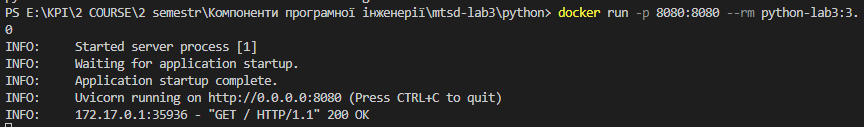 PS E:\KPI\2 COURSE\2 semestr\Компоненти програмної інженерії\mtsd-lab3\python> docker run -p 8080:8080 --rm python-lab3:3.
0
INFO:     Started server process [1]
INFO:     Waiting for application startup.
INFO:     Application startup complete.
INFO:     Uvicorn running on http://0.0.0.0:8080 (Press CTRL+C to quit)
INFO:     172.17.0.1:35936 - "GET / HTTP/1.1" 200 OK